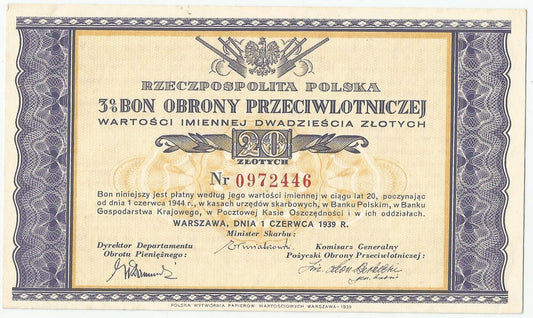 RZECZPOSPOLITA POLSKA
3% BON OBRONY PRZECIWLOTNICZEJ
WARTOŚCI IMIENNEJ DWADZIEŚCIA ZŁOTYCH
20
ZŁOTYCH
Nr 0972446
Bon niniejszy jest płatny według jego wartości imiennej w ciągu lat 20, poczynając
od dnia 1 czerwca 1944 r., w kasach urzędów skarbowych, w Banku Polskim, w Banku
Gospodarstwa Krajowego, w Pocztowej Kasie Oszczędności i w ich oddziałach.
WARSZAWA, DNIA 1 CZERWCA 1939 R.
Minister Skarbu:
Dyrektor Departamentu
Obrotu Pieniężnego:
Komisarz Generalny
Pożyczki Obrony Przeciwlotniczej:
POLSKA WYTWÓRNIA PAPIERÓW WARTOŚCIOWYCH WARSZAWA - 1939